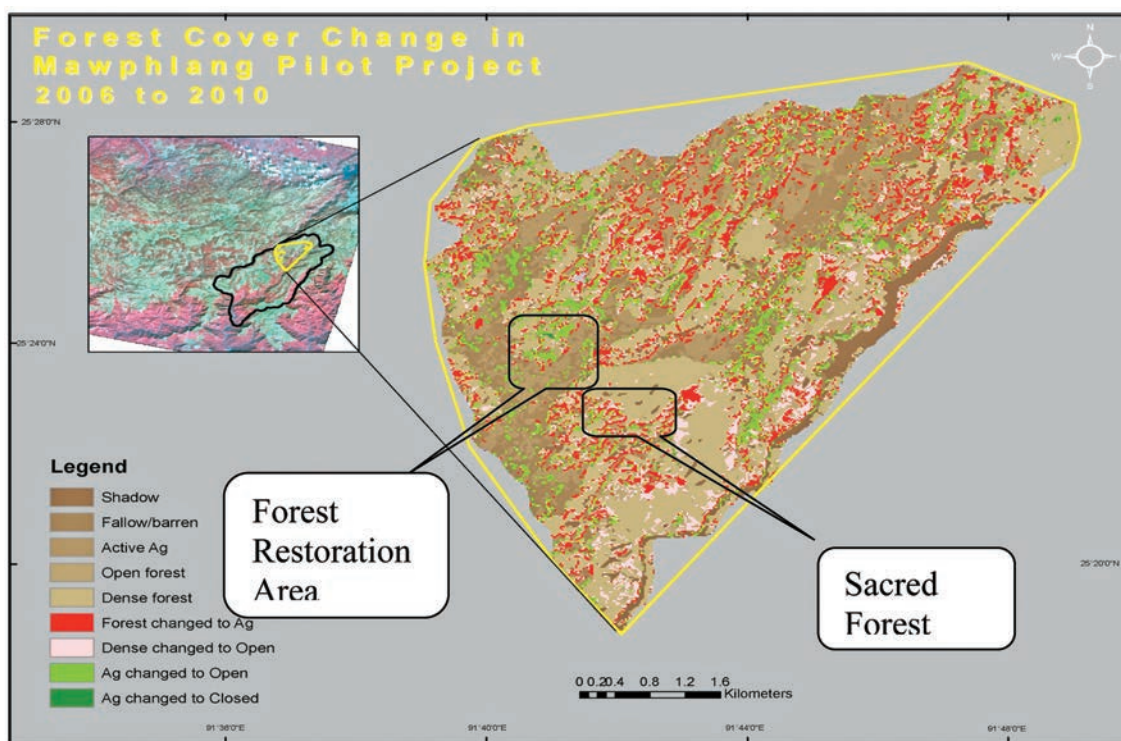 Forest Cover Change in
Mawphlang Pilot Project
2006 to 2010
N
W
S
25°28'0"N
25°24'0"N
25°20'0"N
Legend
Shadow
Fallow/barren
Active Ag
Open forest
Dense forest
Forest changed to Ag
Dense changed to Open
Ag changed to Open
Ag changed to Closed
Forest
Restoration
Area
Sacred
Forest
0 0.20.4 0.8 1.2 1.6
Kilometers
91°36'0"E
91°40'0"E
91°44'0"E
91°48'0"E